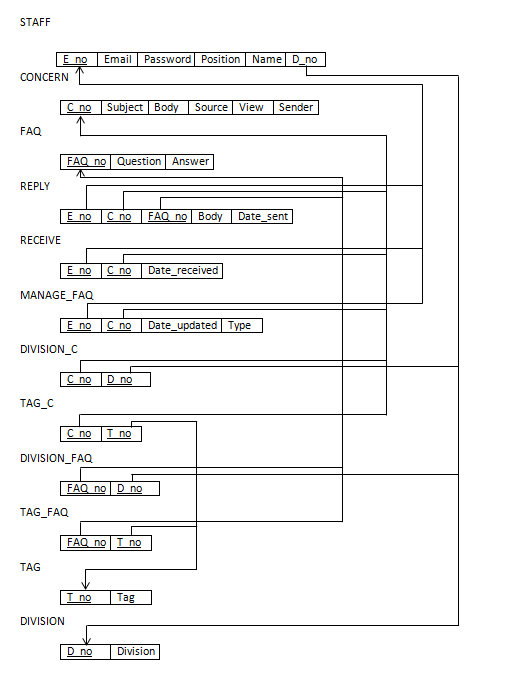 STAFF
E_no Email Password Position Name D_no
CONCERN
C_no Subject Body Source View Sender
FAQ
FAQ_no Question Answer
REPLY
E_no C_no FAQ_no Body Date_sent
RECEIVE
E_no C_no Date_received
MANAGE_FAQ
E_no C_no Date_updated Type
DIVISION_C
C_no D_no
TAG_C
C_no T_no
DIVISION_FAQ
FAQ_no D_no
TAG_FAQ
FAQ_no T_no
TAG
T_no Tag
DIVISION
D_no Division